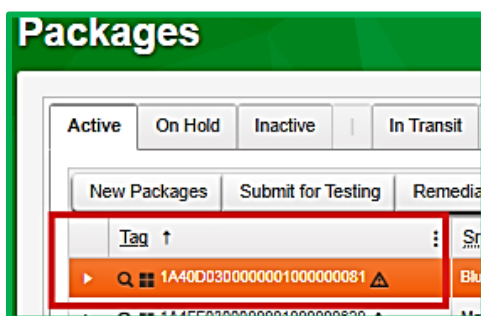 Packages
Active On Hold Inactive In Transit
New Packages Submit for Testing
Tag ↑
1A40D0300000001000000081